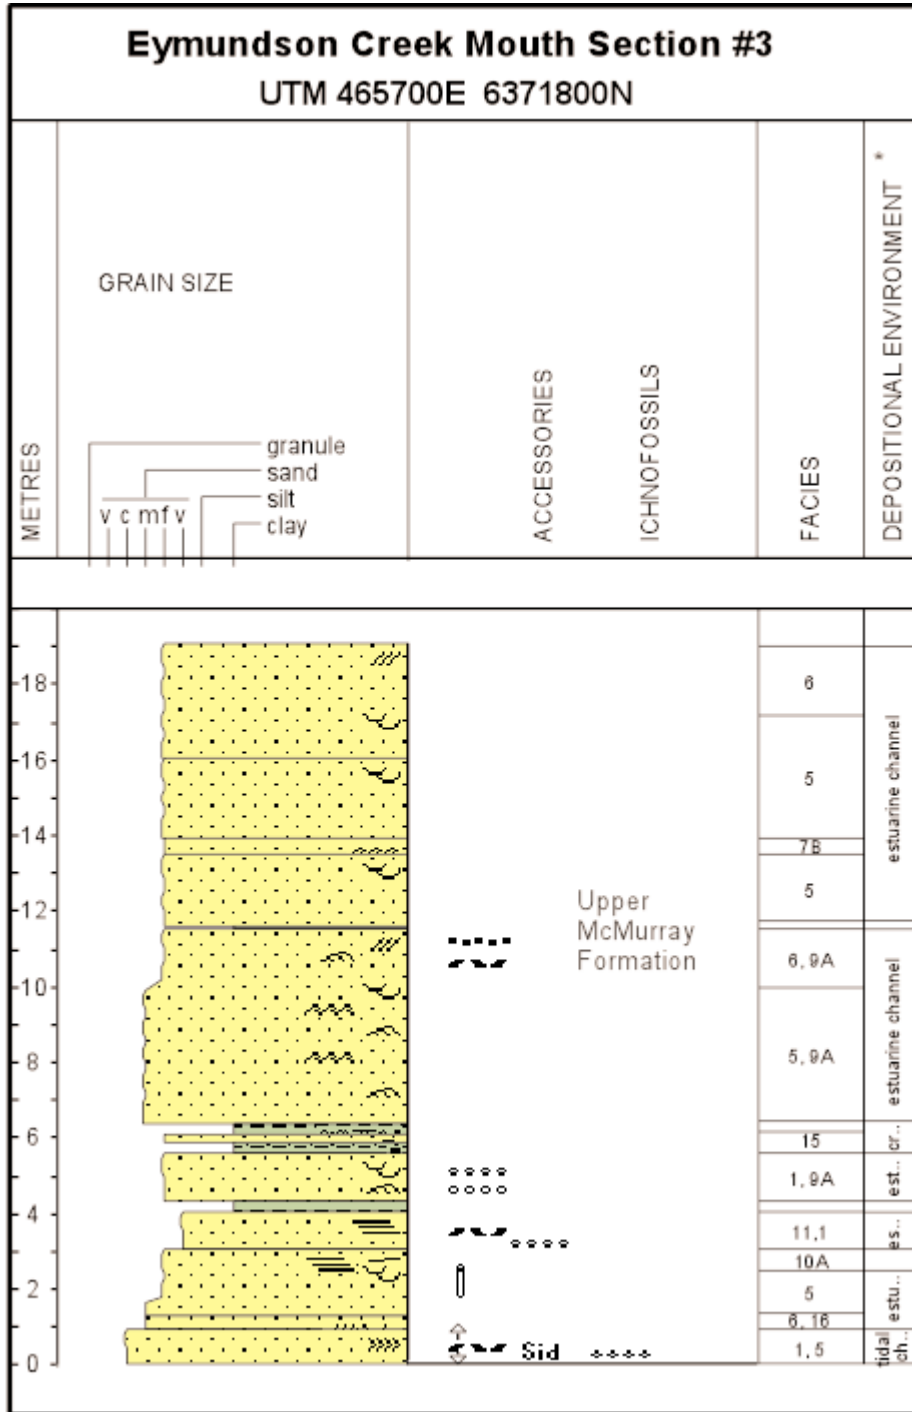 Eymundson Creek Mouth Section #3
UTM 465700E 6371800N
METRES
GRAIN SIZE
granule
sand
silt
clay
v c m f v
ACCESSORIES
ICHNOFOSSILS
FACIES
DEPOSITIONAL ENVIRONMENT *
18
16
14
12
10
8
6
4
2
0
Upper
McMurray
Formation
Sid
6
5
7B
5
6, 9A
5, 9A
15
1, 9A
11,1
10A
5
6, 16
1, 5
estuarine channel
estuarine channel
cr..
est..
es..
estu..
tidal
ch..